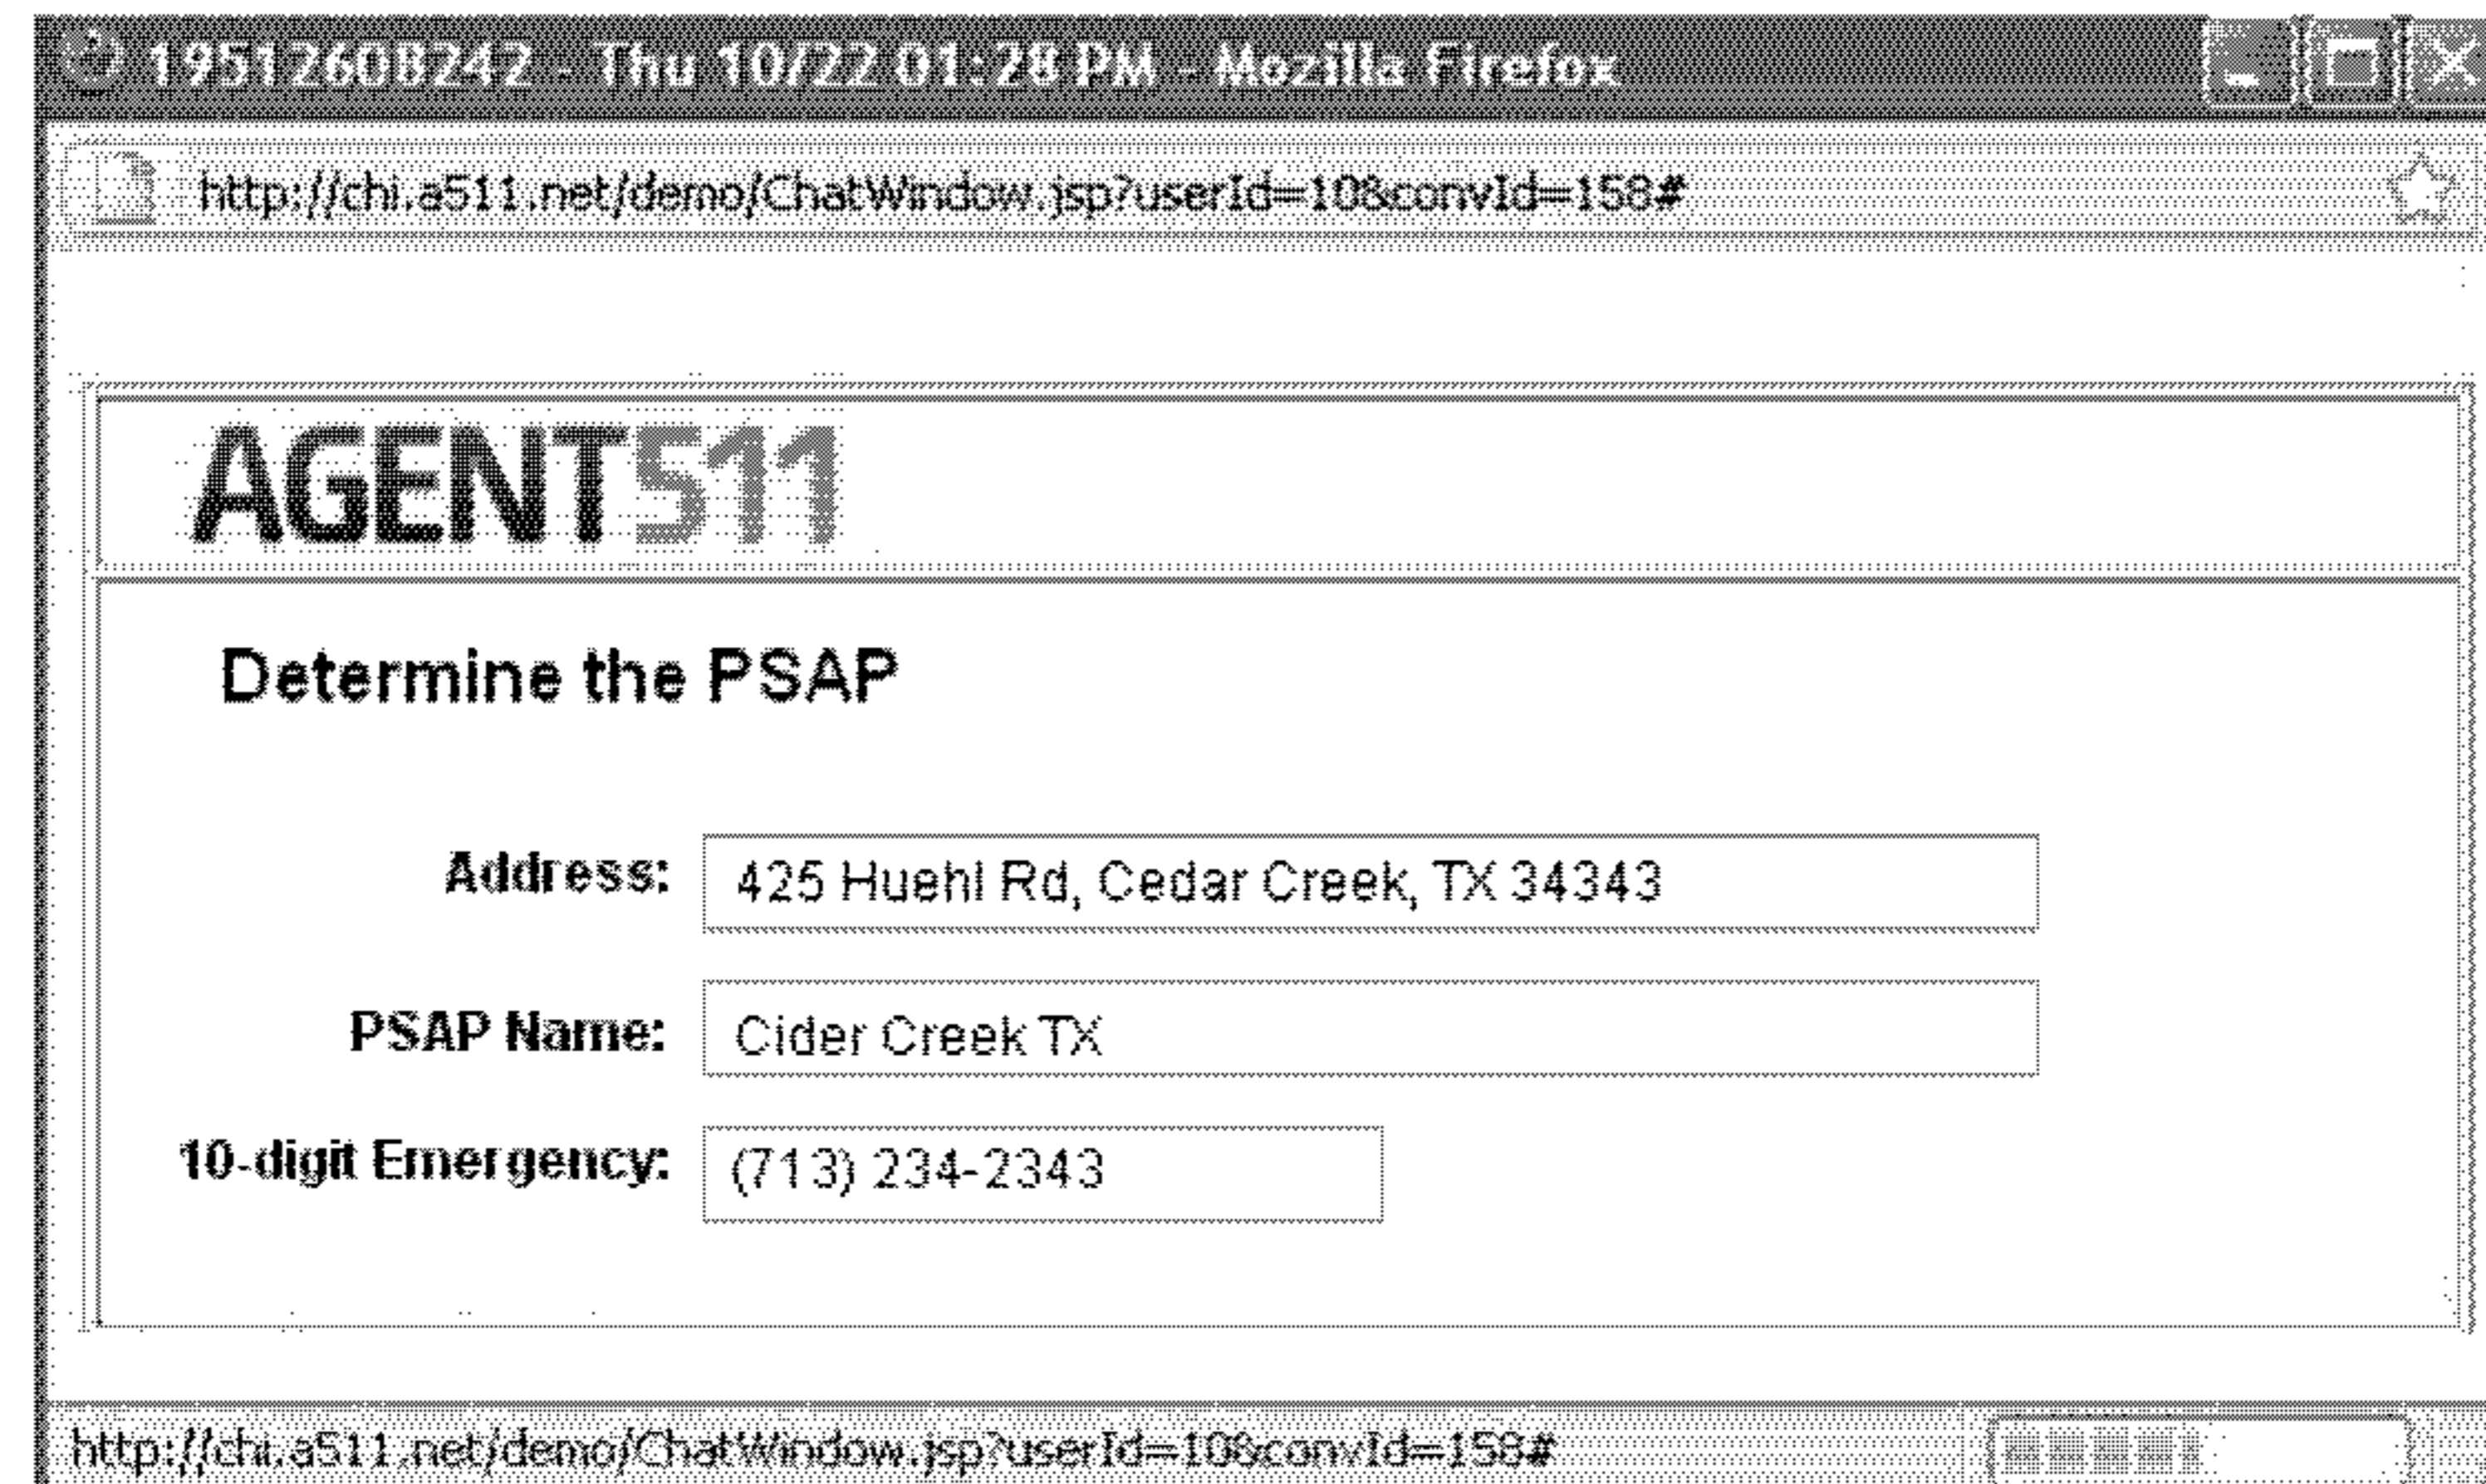 19512608242 - Thu 10/22 01:28 PM - Mozilla Firefox
http://chi.a511.net/demo/ChatWindow.jsp?userId=10&convId=158#
AGENT511
Determine the PSAP
Address: 425 Huehl Rd, Cedar Creek, TX 34343
PSAP Name: Cider Creek TX
10-digit Emergency: (713) 234-2343
http://chi.a511.net/demo/ChatWindow.jsp?userId=10&convId=158#